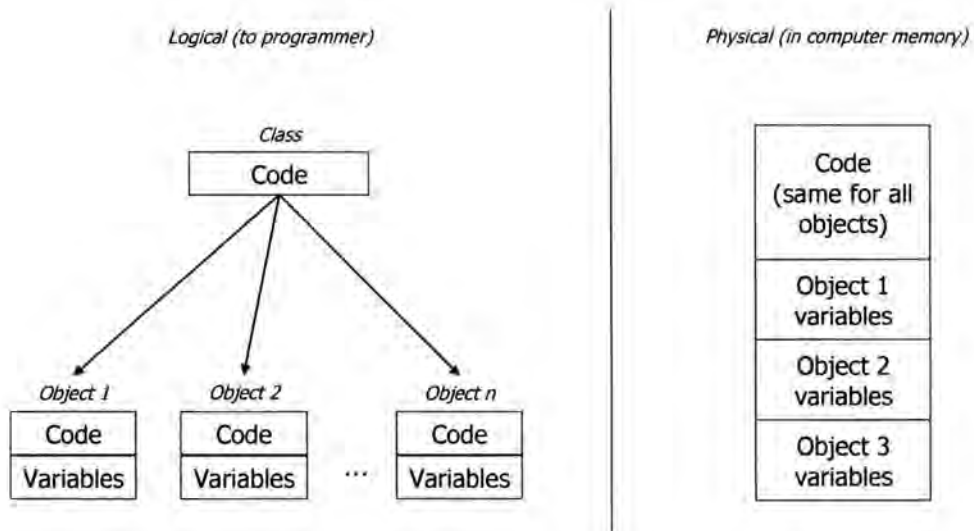 Logical (to programmer)
Class
Code
Object 1
Code
Variables
Object 2
Code
Variables
...
Object n
Code
Variables
Physical (in computer memory)
Code
(same for all
objects)
Object 1
variables
Object 2
variables
Object 3
variables